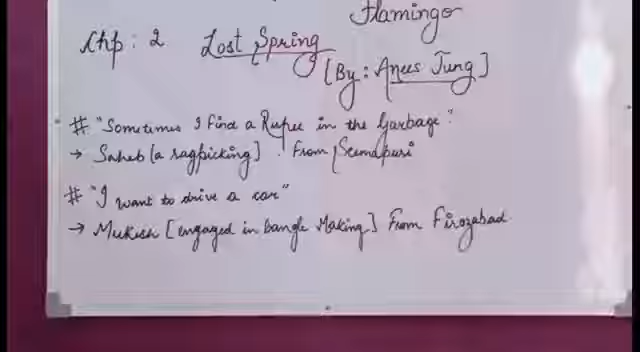 Flamingo
Chp: 2 Lost Spring
[By: Anees Jung]
# "Sometimes I find a Rupee in the Garbage".
→ Saheb [a ragpicking] From Seemapuri
# "I want to drive a car"
→ Mukesh [engaged in bangle Making] From Firozabad